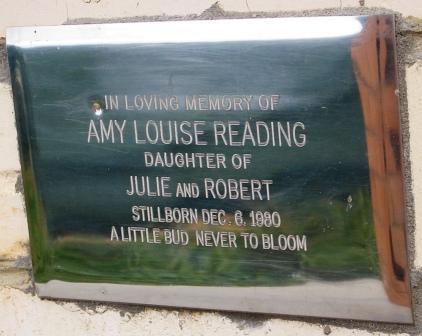 IN LOVING MEMORY OF
AMY LOUISE READING
DAUGHTER OF
JULIE AND ROBERT
STILLBORN DEC. 6, 1980
A LITTLE BUD NEVER TO BLOOM